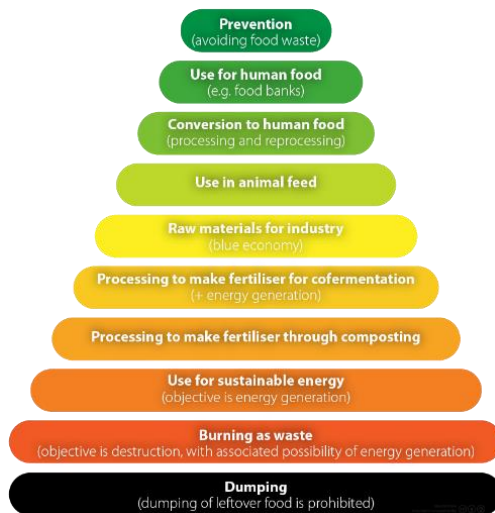 Prevention
(avoiding food waste)
Use for human food
(e.g. food banks)
Conversion to human food
(processing and reprocessing)
Use in animal feed
Raw materials for industry
(blue economy)
Processing to make fertiliser for cofermentation
(+ energy generation)
Processing to make fertiliser through composting
Use for sustainable energy
(objective is energy generation)
Burning as waste
(objective is destruction, with associated possibility of energy generation)
Dumping
(dumping of leftover food is prohibited)